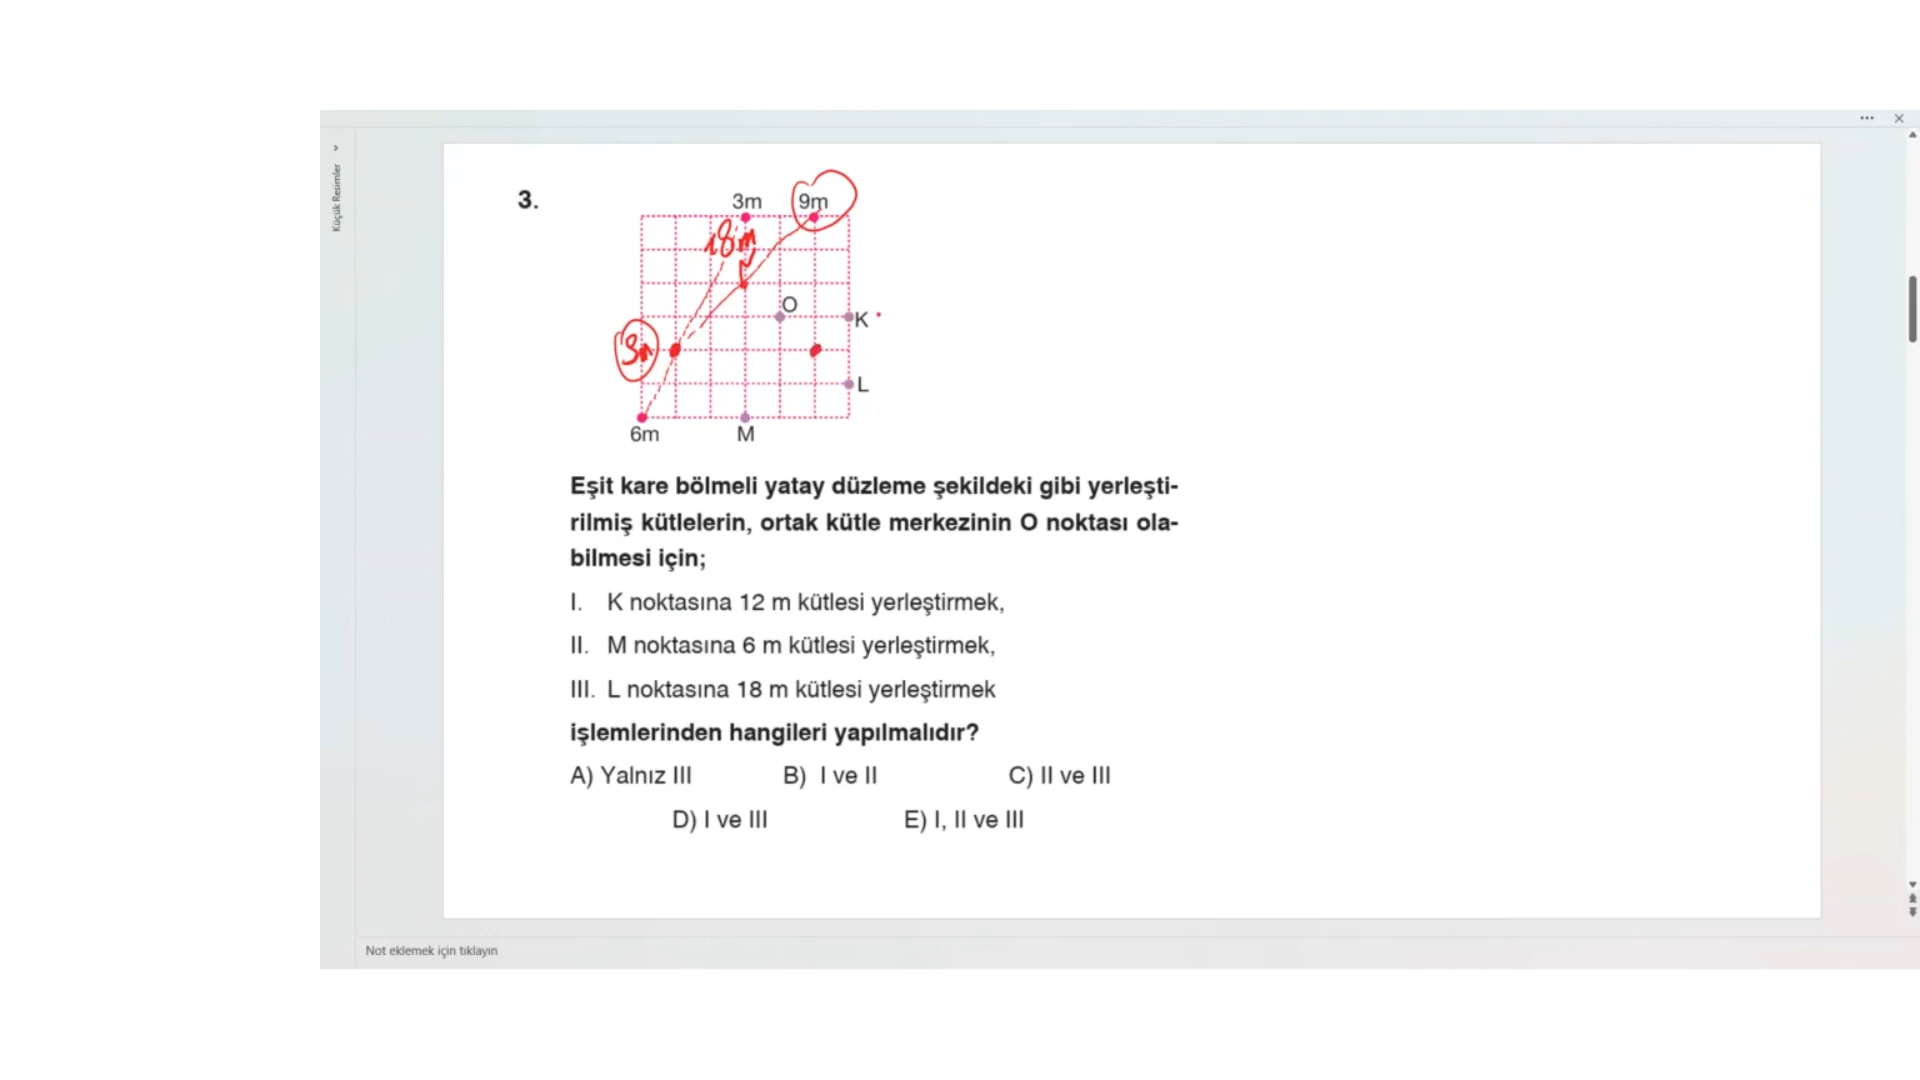 Küçük Resimler
3.
3m 9m
18m
O
K
3m
L
6m M
Eşit kare bölmeli yatay düzleme şekildeki gibi yerleşti-
rilmiş kütlelerin, ortak kütle merkezinin O noktası ola-
bilmesi için;
I. K noktasına 12 m kütlesi yerleştirmek,
II. M noktasına 6 m kütlesi yerleştirmek,
III. L noktasına 18 m kütlesi yerleştirmek
işlemlerinden hangileri yapılmalıdır?
A) Yalnız III B) I ve II C) II ve III
D) I ve III E) I, II ve III
Not eklemek için tıklayın